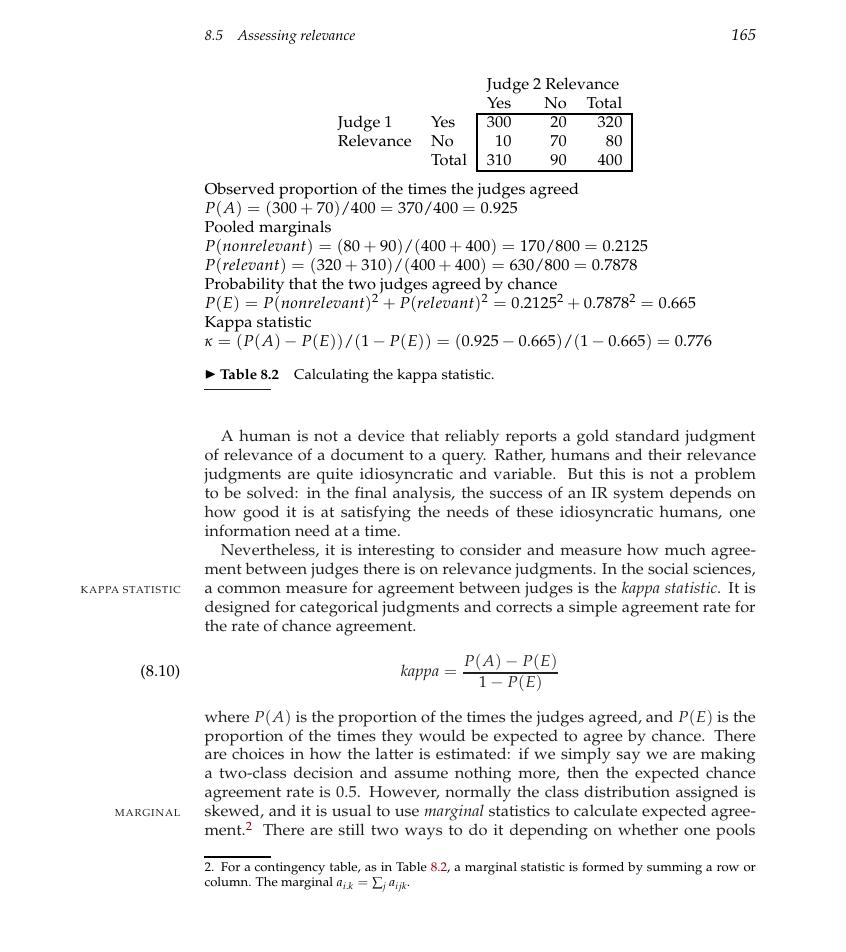 8.5 Assessing relevance 165
Judge 2 Relevance
Yes No Total
Judge 1 Yes 300 20 320
Relevance No 10 70 80
Total 310 90 400
Observed proportion of the times the judges agreed
P(A) = (300 + 70)/400 = 370/400 = 0.925
Pooled marginals
P(nonrelevant) = (80 + 90)/(400 + 400) = 170/800 = 0.2125
P(relevant) = (320 + 310)/(400 + 400) = 630/800 = 0.7878
Probability that the two judges agreed by chance
P(E) = P(nonrelevant)² + P(relevant)² = 0.2125² + 0.7878² = 0.665
Kappa statistic
κ = (P(A) − P(E))/(1 − P(E)) = (0.925 − 0.665)/(1 − 0.665) = 0.776
▶ Table 8.2 Calculating the kappa statistic.
A human is not a device that reliably reports a gold standard judgment
of relevance of a document to a query. Rather, humans and their relevance
judgments are quite idiosyncratic and variable. But this is not a problem
to be solved: in the final analysis, the success of an IR system depends on
how good it is at satisfying the needs of these idiosyncratic humans, one
information need at a time.
Nevertheless, it is interesting to consider and measure how much agree-
ment between judges there is on relevance judgments. In the social sciences,
KAPPA STATISTIC a common measure for agreement between judges is the kappa statistic. It is
designed for categorical judgments and corrects a simple agreement rate for
the rate of chance agreement.
(8.10) kappa = (P(A) − P(E))/(1 − P(E))
where P(A) is the proportion of the times the judges agreed, and P(E) is the
proportion of the times they would be expected to agree by chance. There
are choices in how the latter is estimated: if we simply say we are making
a two-class decision and assume nothing more, then the expected chance
agreement rate is 0.5. However, normally the class distribution assigned is
MARGINAL skewed, and it is usual to use marginal statistics to calculate expected agree-
ment.² There are still two ways to do it depending on whether one pools
2. For a contingency table, as in Table 8.2, a marginal statistic is formed by summing a row or
column. The marginal a_{i.k} = ∑_j a_{ijk}.